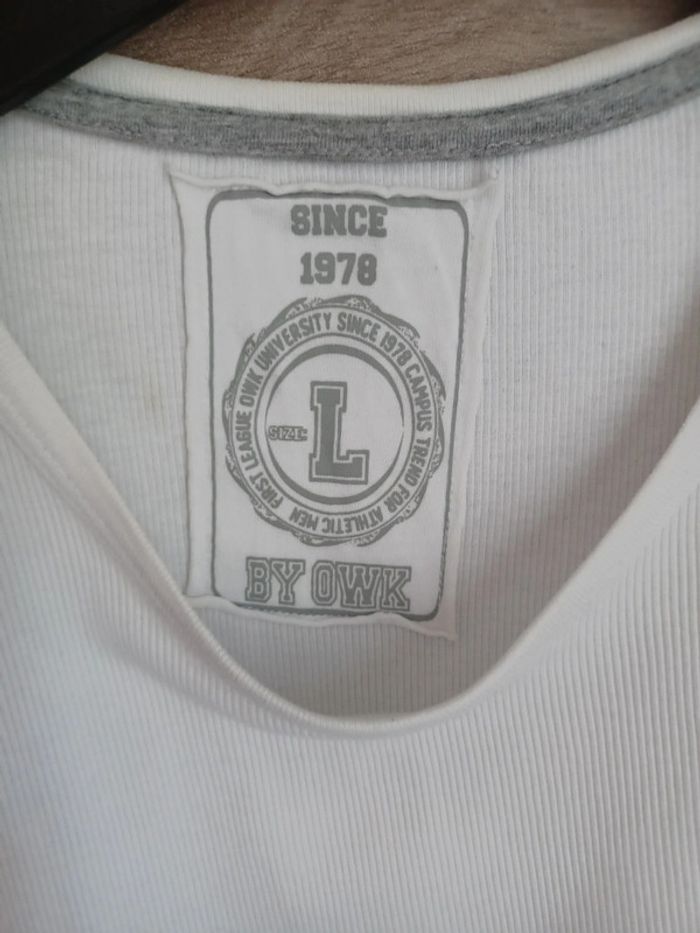 SINCE
1978
FIRST LEAGUE OWK UNIVERSITY SINCE 1978 CAMPUS TREND FOR ATHLETIC MEN
SIZE: L
BY OWK